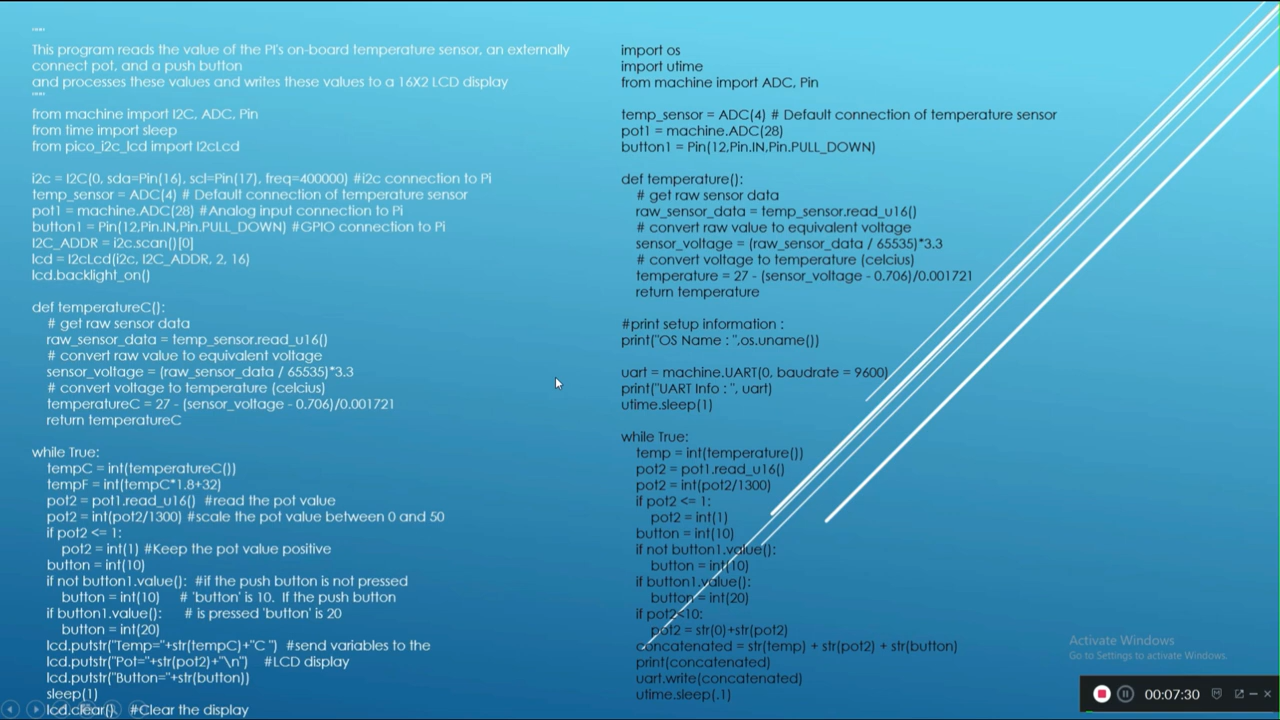 """
This program reads the value of the PI's on-board temperature sensor, an externally
connect pot, and a push button
and processes these values and writes these values to a 16X2 LCD display
"""
from machine import I2C, ADC, Pin
from time import sleep
from pico_i2c_lcd import I2cLcd
i2c = I2C(0, sda=Pin(16), scl=Pin(17), freq=400000) #i2c connection to Pi
temp_sensor = ADC(4) # Default connection of temperature sensor
pot1 = machine.ADC(28) #Analog input connection to Pi
button1 = Pin(12,Pin.IN,Pin.PULL_DOWN) #GPIO connection to Pi
I2C_ADDR = i2c.scan()[0]
lcd = I2cLcd(i2c, I2C_ADDR, 2, 16)
lcd.backlight_on()
def temperatureC():
# get raw sensor data
raw_sensor_data = temp_sensor.read_u16()
# convert raw value to equivalent voltage
sensor_voltage = (raw_sensor_data / 65535)*3.3
# convert voltage to temperature (celcius)
temperatureC = 27 - (sensor_voltage - 0.706)/0.001721
return temperatureC
while True:
tempC = int(temperatureC())
tempF = int(tempC*1.8+32)
pot2 = pot1.read_u16() #read the pot value
pot2 = int(pot2/1300) #scale the pot value between 0 and 50
if pot2 <= 1:
pot2 = int(1) #Keep the pot value positive
button = int(10)
if not button1.value(): #if the push button is not pressed
button = int(10) # 'button' is 10. If the push button
if button1.value(): # is pressed 'button' is 20
button = int(20)
lcd.putstr("Temp="+str(tempC)+"C ") #send variables to the
lcd.putstr("Pot="+str(pot2)+"\n") #LCD display
lcd.putstr("Button="+str(button))
sleep(1)
lcd.clear() #Clear the display
import os
import utime
from machine import ADC, Pin
temp_sensor = ADC(4) # Default connection of temperature sensor
pot1 = machine.ADC(28)
button1 = Pin(12,Pin.IN,Pin.PULL_DOWN)
def temperature():
# get raw sensor data
raw_sensor_data = temp_sensor.read_u16()
# convert raw value to equivalent voltage
sensor_voltage = (raw_sensor_data / 65535)*3.3
# convert voltage to temperature (celcius)
temperature = 27 - (sensor_voltage - 0.706)/0.001721
return temperature
#print setup information :
print("OS Name : ",os.uname())
uart = machine.UART(0, baudrate = 9600)
print("UART Info : ", uart)
utime.sleep(1)
while True:
temp = int(temperature())
pot2 = pot1.read_u16()
pot2 = int(pot2/1300)
if pot2 <= 1:
pot2 = int(1)
button = int(10)
if not button1.value():
button = int(10)
if button1.value():
button = int(20)
if pot2<10:
pot2 = str(0)+str(pot2)
concatenated = str(temp) + str(pot2) + str(button)
print(concatenated)
uart.write(concatenated)
utime.sleep(.1)
Activate Windows
Go to Settings to activate Windows.
00:07:30